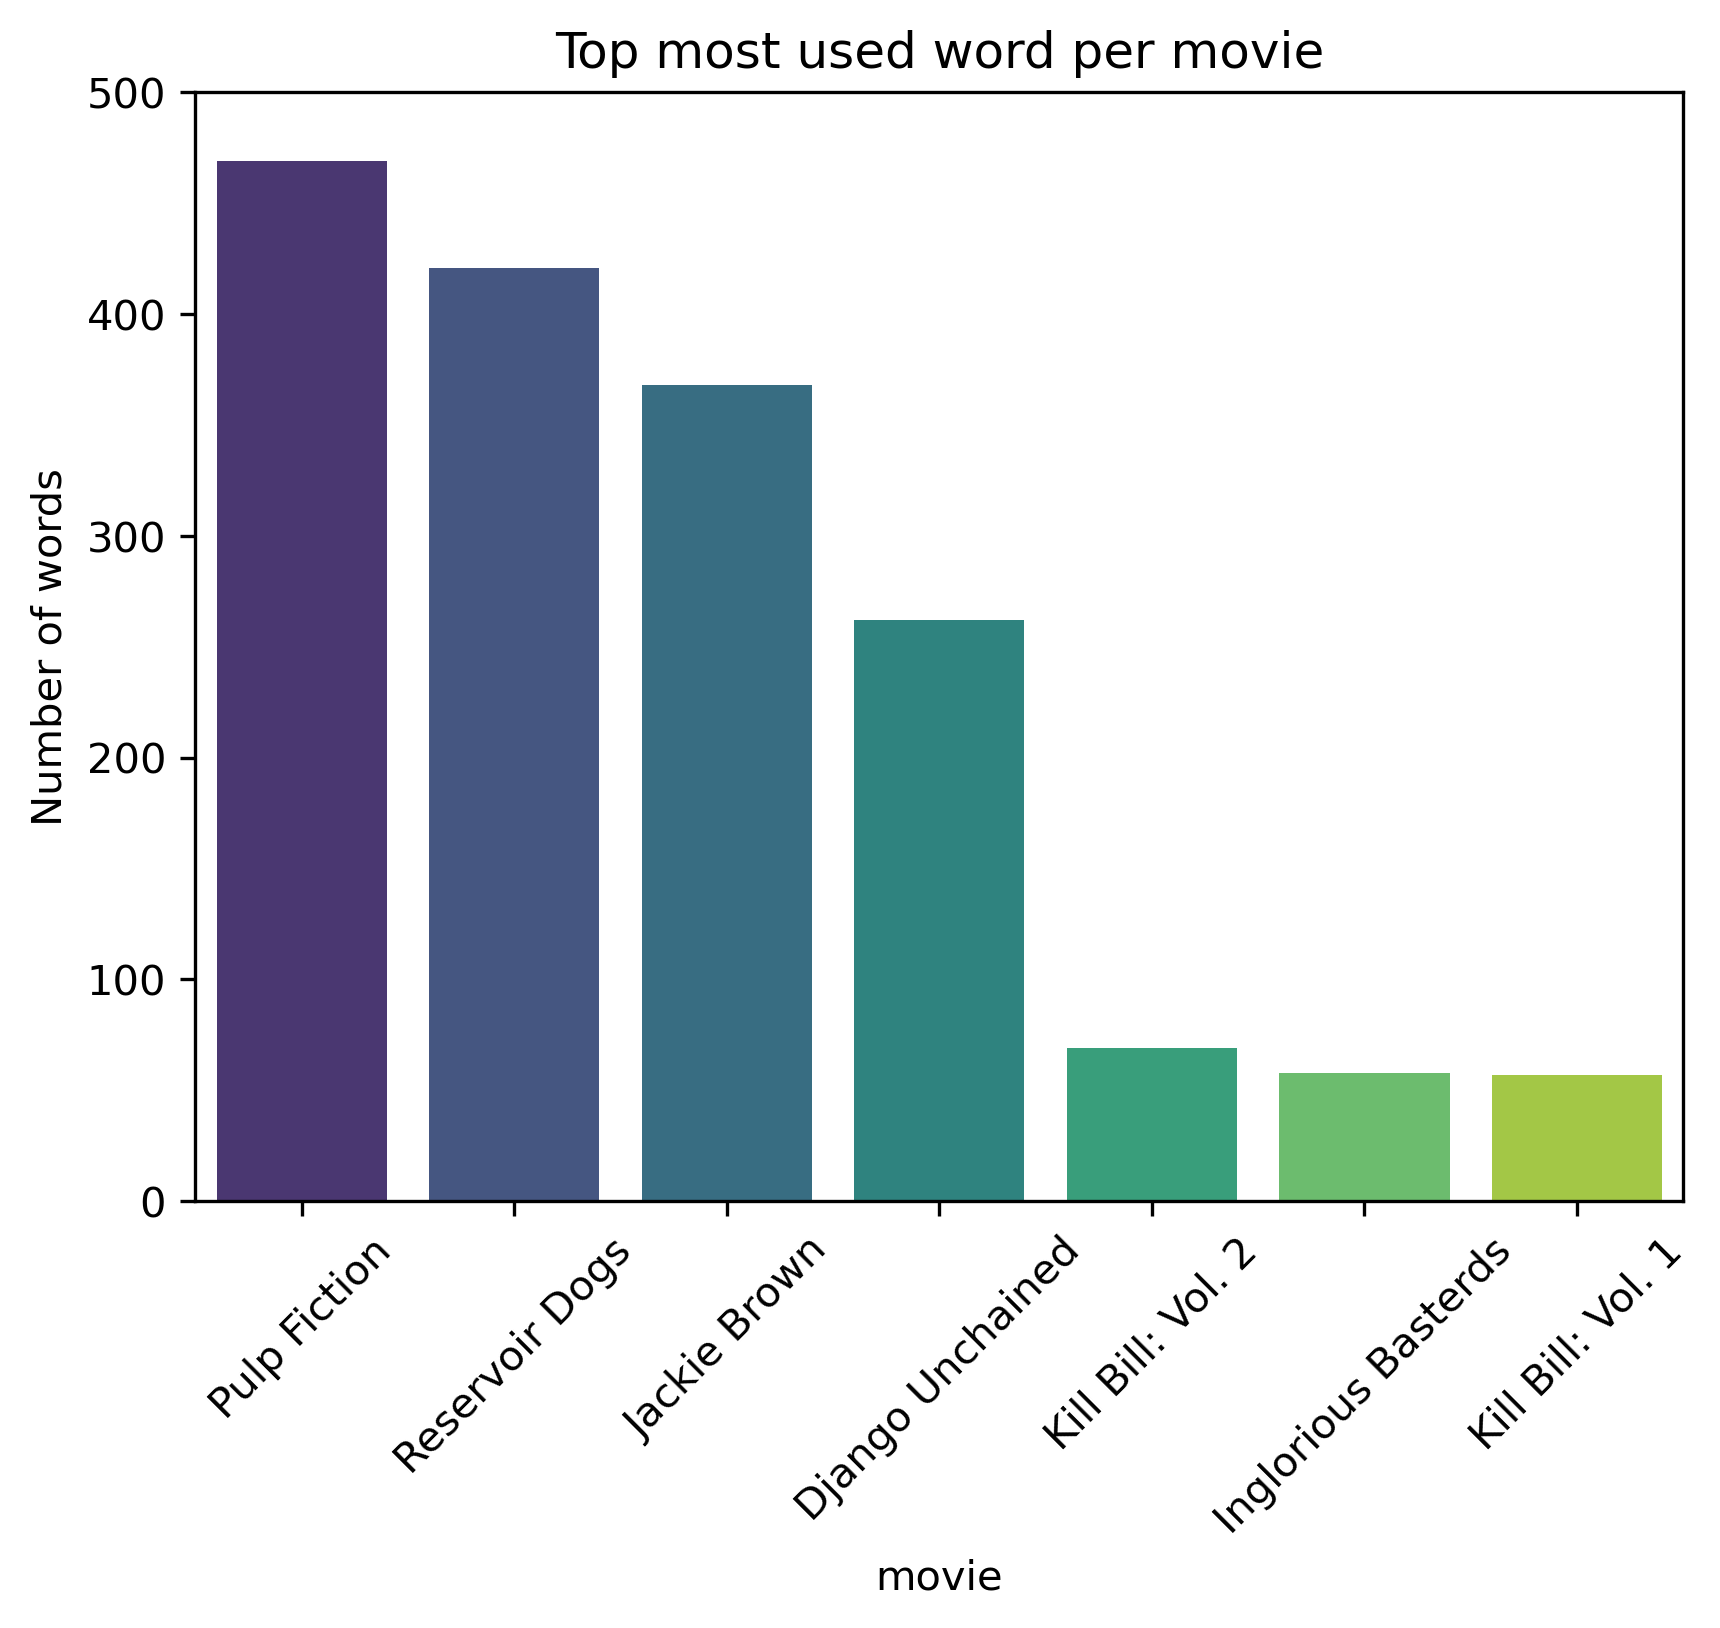 Top most used word per movie
Number of words
500
400
300
200
100
0
Pulp Fiction
Reservoir Dogs
Jackie Brown
Django Unchained
Kill Bill: Vol. 2
Inglorious Basterds
Kill Bill: Vol. 1
movie